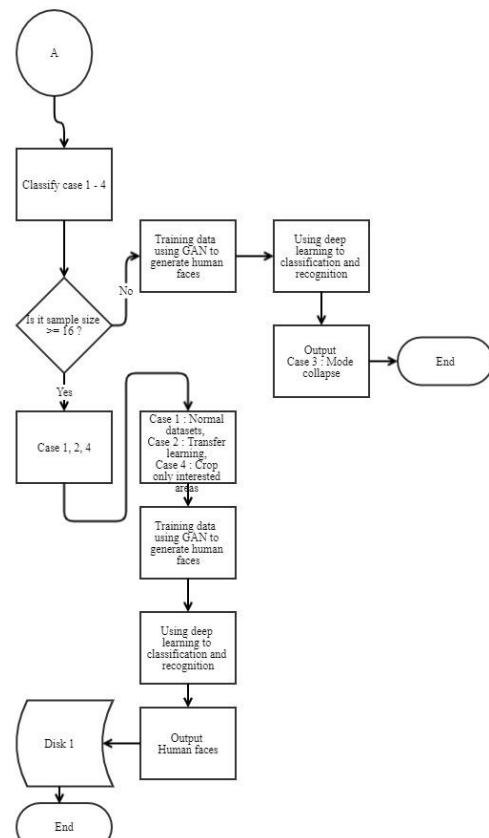 A
Classify case 1 - 4
Is it sample size
>= 16 ?
No
Training data
using GAN to
generate human
faces
Using deep
learning to
classification and
recognition
Output
Case 3 : Mode
collapse
End
Yes
Case 1, 2, 4
Case 1 : Normal
datasets,
Case 2 : Transfer
learning,
Case 4 : Crop
only interested
areas
Training data
using GAN to
generate human
faces
Using deep
learning to
classification and
recognition
Output
Human faces
Disk 1
End